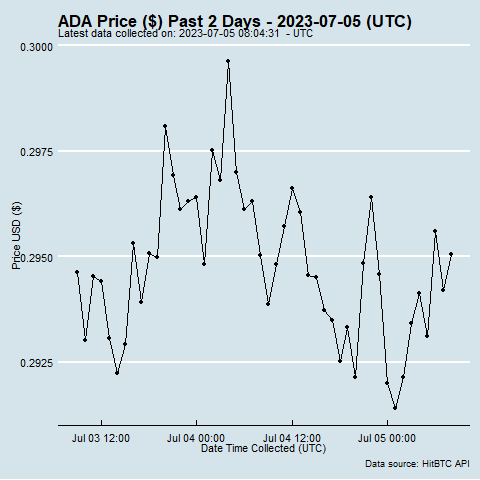 ADA Price ($) Past 2 Days - 2023-07-05 (UTC)
Latest data collected on: 2023-07-05 08:04:31 - UTC
0.3000
0.2975
0.2950
0.2925
Price USD ($)
Jul 03 12:00 Jul 04 00:00 Jul 04 12:00 Jul 05 00:00
Date Time Collected (UTC)
Data source: HitBTC API